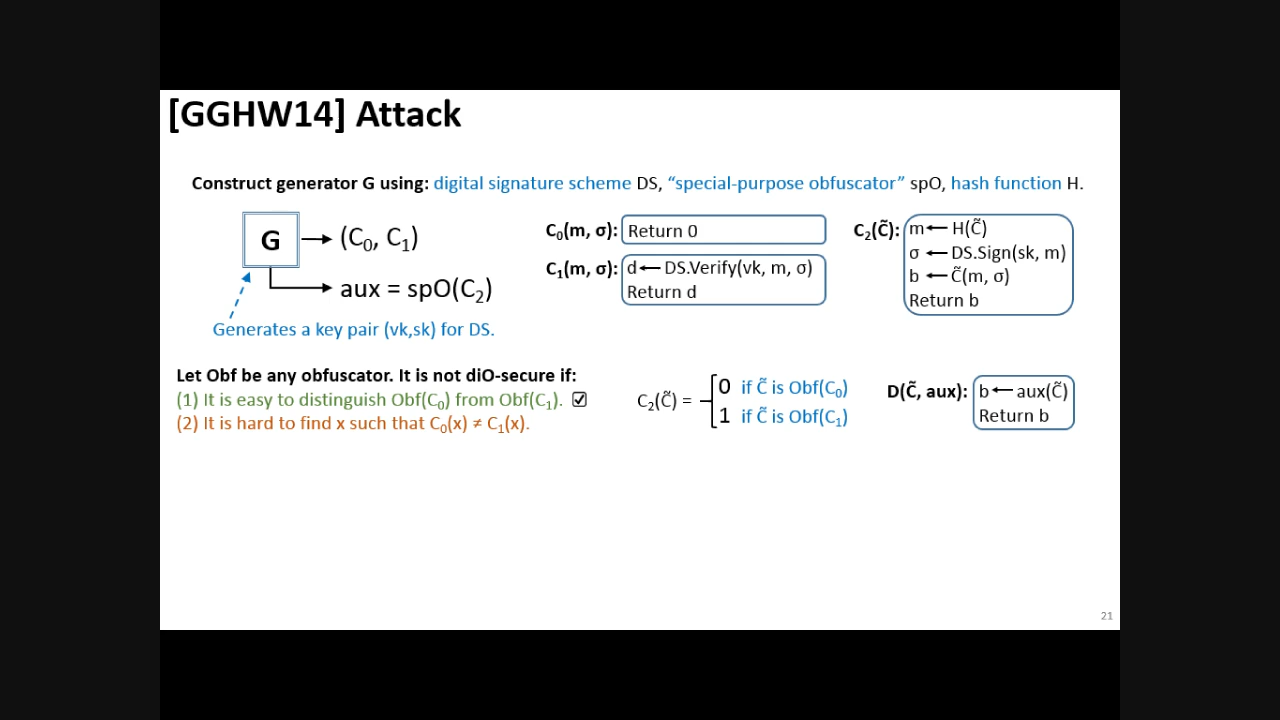 [GGHW14] Attack
Construct generator G using: digital signature scheme DS, “special-purpose obfuscator” spO, hash function H.
G
(C₀, C₁)
aux = spO(C₂)
Generates a key pair (vk,sk) for DS.
C₀(m, σ): Return 0
C₁(m, σ): d← DS.Verify(vk, m, σ)
Return d
C₂(C̃): m← H(C̃)
σ ← DS.Sign(sk, m)
b ← C̃(m, σ)
Return b
Let Obf be any obfuscator. It is not diO-secure if:
(1) It is easy to distinguish Obf(C₀) from Obf(C₁). ☑
(2) It is hard to find x such that C₀(x) ≠ C₁(x).
C₂(C̃) =
0 if C̃ is Obf(C₀)
1 if C̃ is Obf(C₁)
D(C̃, aux): b← aux(C̃)
Return b
21